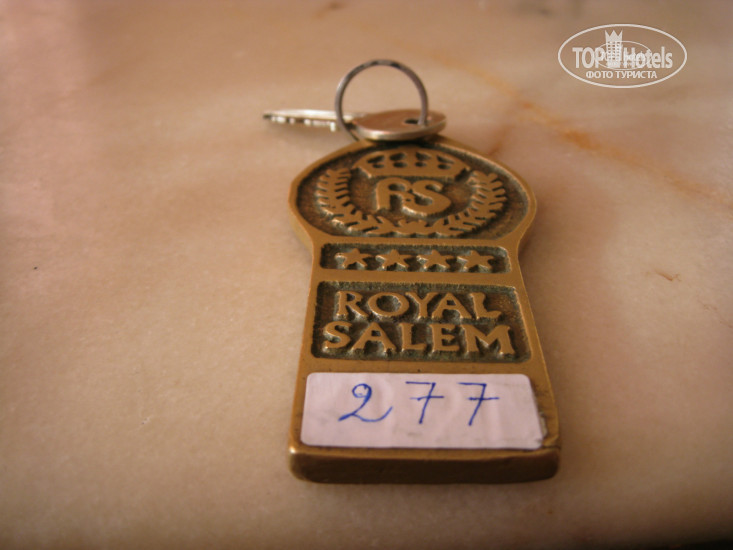 TOP Hotels
ФОТО ТУРИСТА
RS
ROYAL
SALEM
277